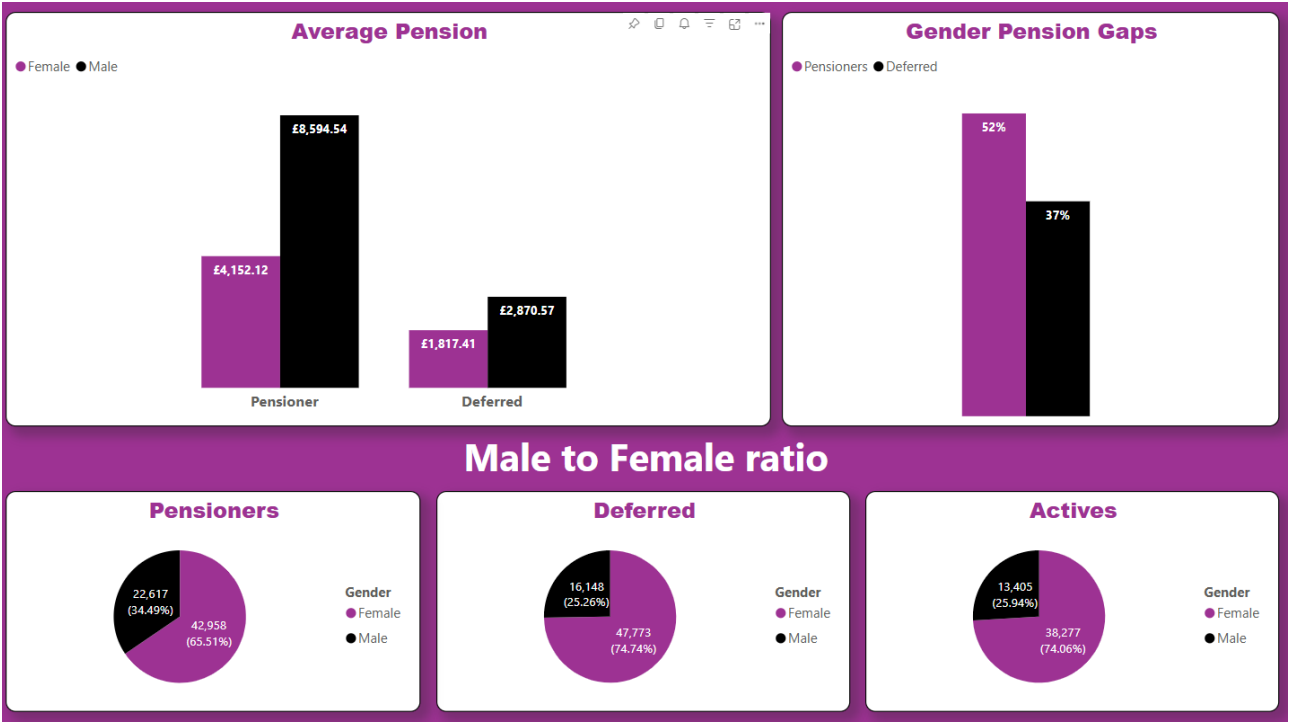 Average Pension
Female Male
£8,594.54
£4,152.12
£2,870.57
£1,817.41
Pensioner Deferred
Gender Pension Gaps
Pensioners Deferred
52%
37%
Male to Female ratio
Pensioners
22,617
(34.49%)
42,958
(65.51%)
Gender
Female
Male
Deferred
16,148
(25.26%)
47,773
(74.74%)
Gender
Female
Male
Actives
13,405
(25.94%)
38,277
(74.06%)
Gender
Female
Male